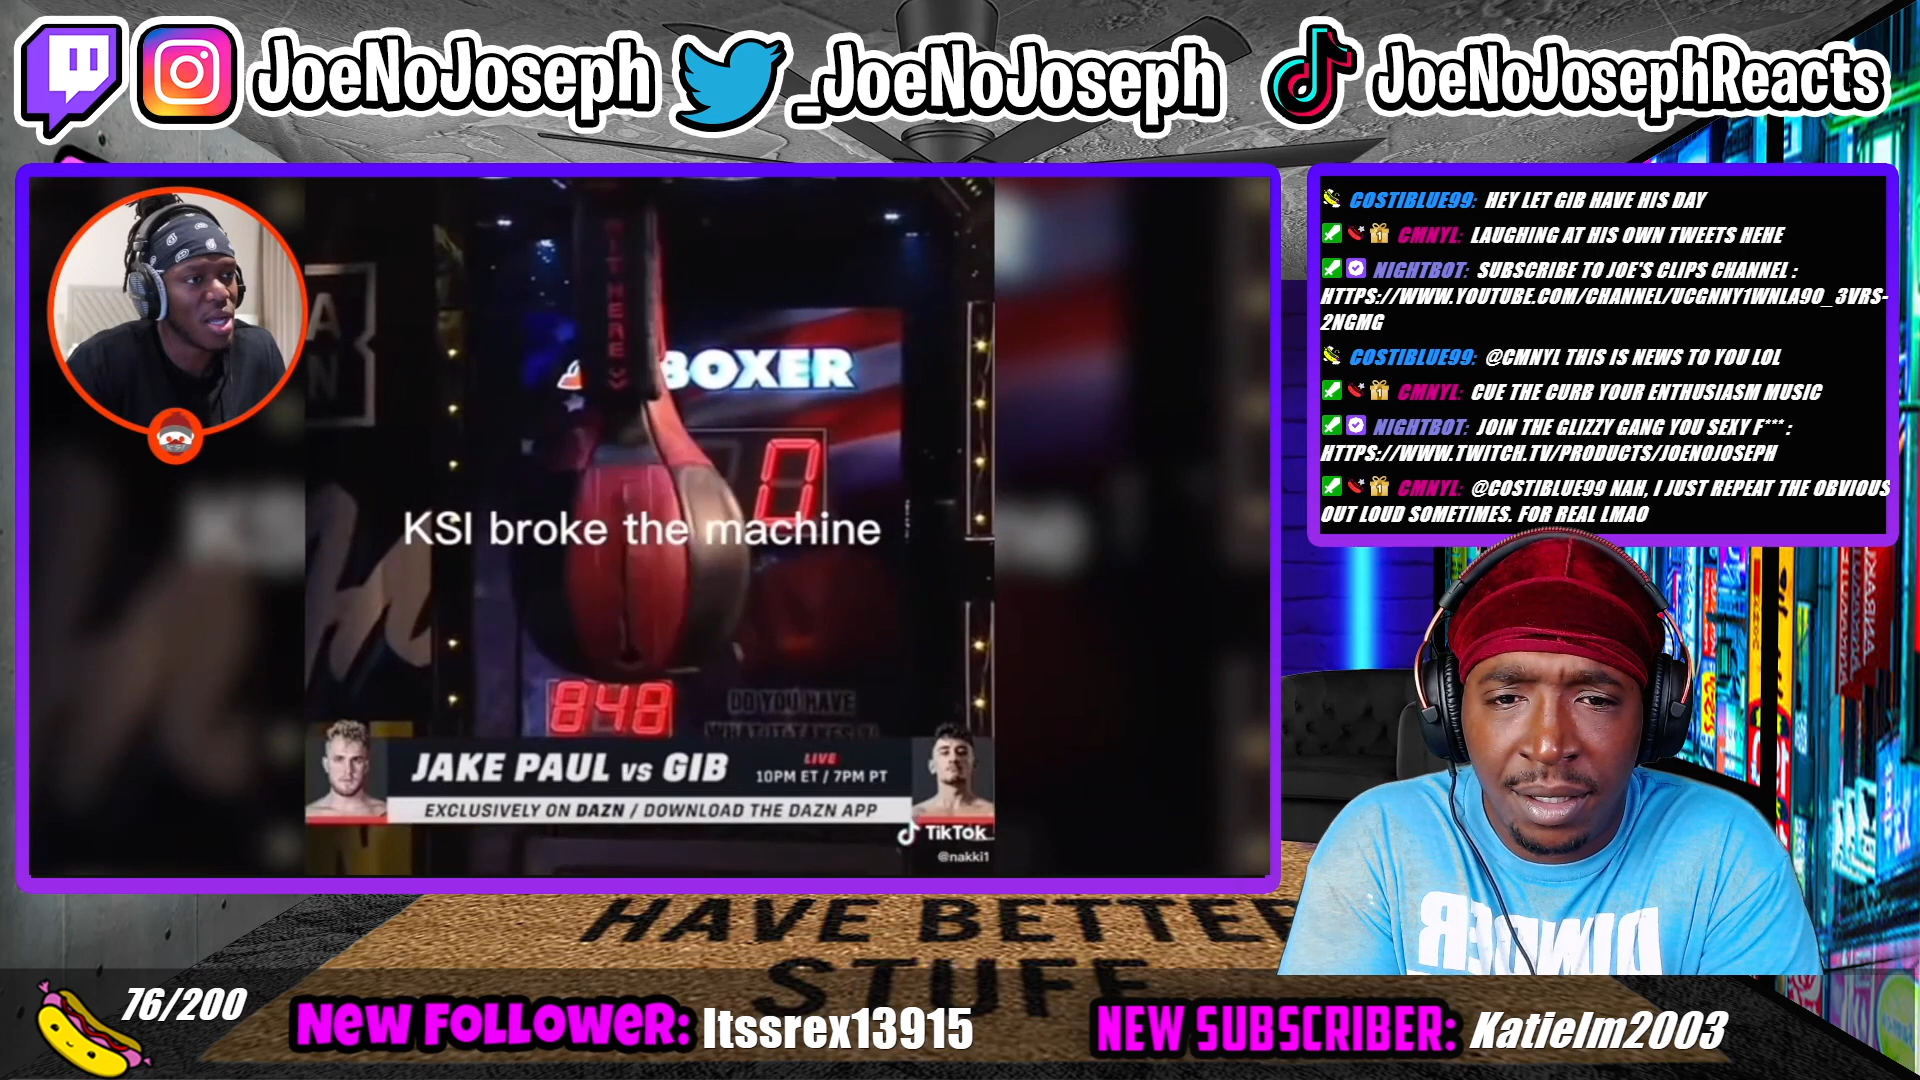 JoeNoJoseph
_JoeNoJoseph
JoeNoJosephReacts
COSTIBLUE99: HEY LET GIB HAVE HIS DAY
CMNYL: LAUGHING AT HIS OWN TWEETS HEHE
NIGHTBOT: SUBSCRIBE TO JOE'S CLIPS CHANNEL :
HTTPS://WWW.YOUTUBE.COM/CHANNEL/UCGNNY1WNLA90_3VRS-
2NGMG
COSTIBLUE99: @CMNYL THIS IS NEWS TO YOU LOL
CMNYL: CUE THE CURB YOUR ENTHUSIASM MUSIC
NIGHTBOT: JOIN THE GLIZZY GANG YOU SEXY F*** :
HTTPS://WWW.TWITCH.TV/PRODUCTS/JOENOJOSEPH
CMNYL: @COSTIBLUE99 NAH, I JUST REPEAT THE OBVIOUS
OUT LOUD SOMETIMES. FOR REAL LMAO
BOXER
0
KSI broke the machine
848
DO YOU HAVE
WHAT IT TAKES?!
JAKE PAUL vs GIB
LIVE
10PM ET / 7PM PT
EXCLUSIVELY ON DAZN / DOWNLOAD THE DAZN APP
TikTok
@nakki1
DUNDER
HAVE BETTER
STUFF
76/200
NEW FOLLOWER: Itssrex13915
NEW SUBSCRIBER: Katielm2003